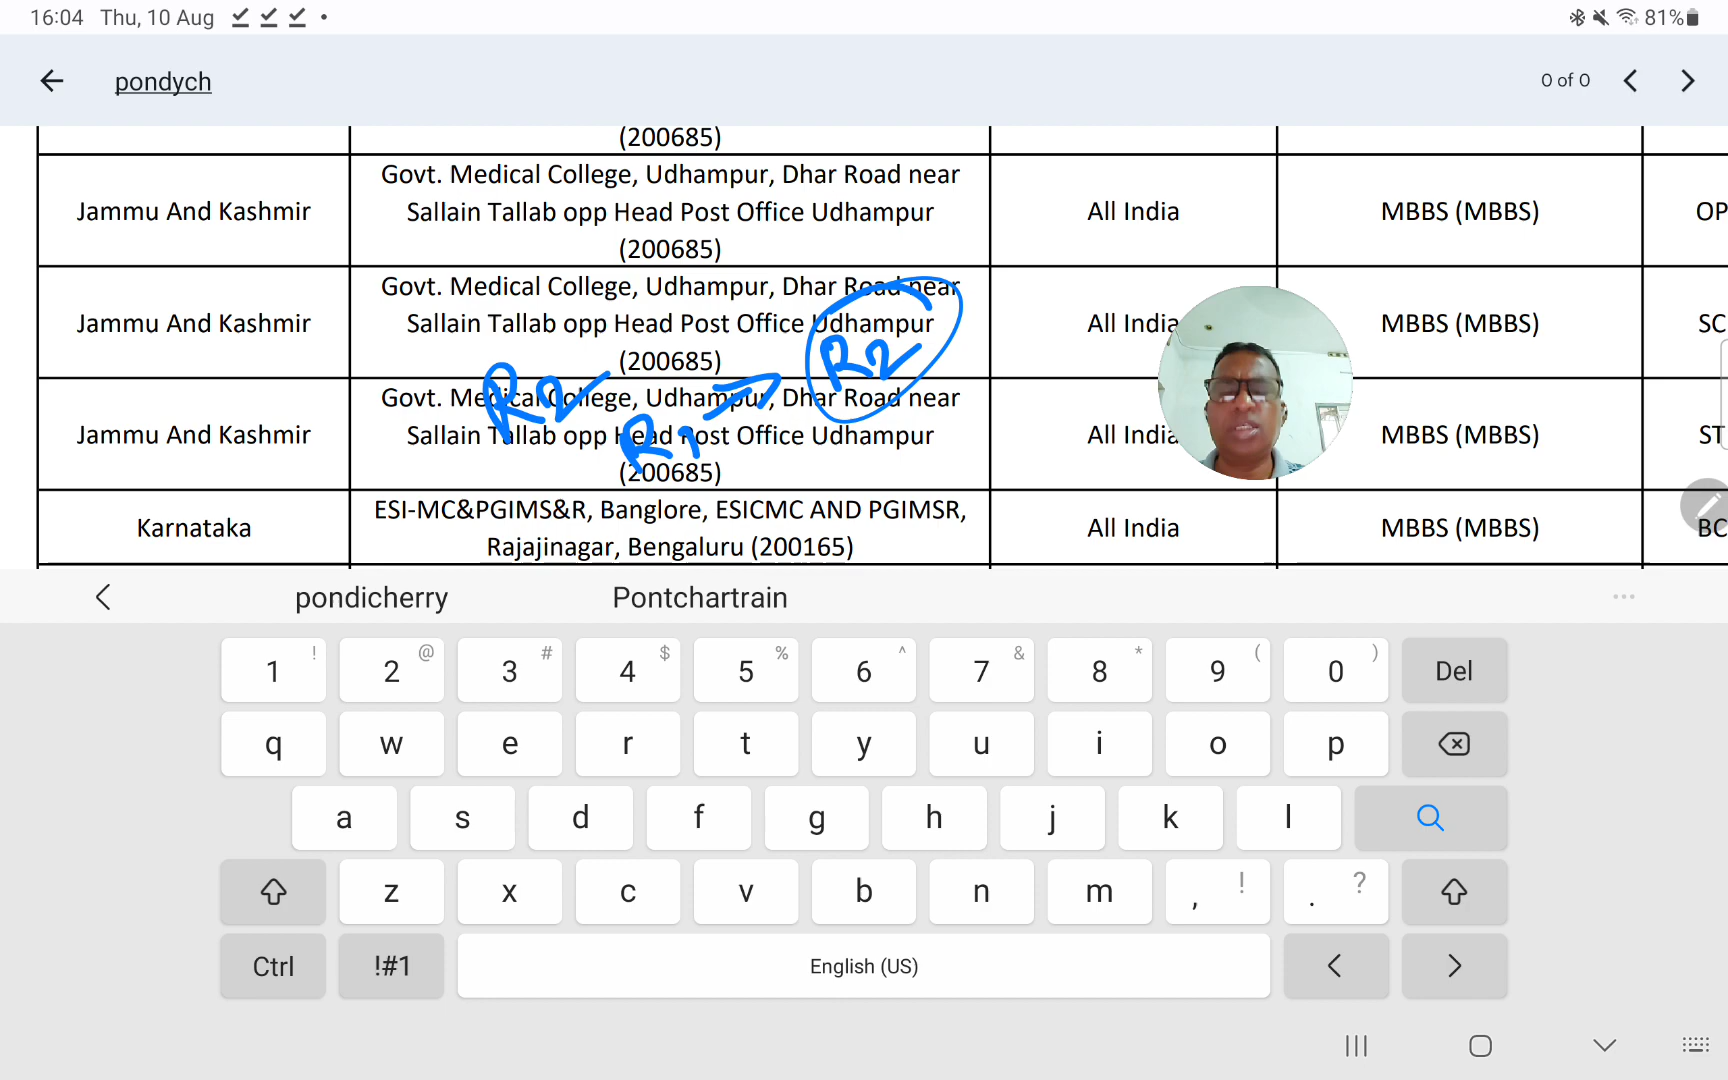 16:04 Thu, 10 Aug 81%
pondych 0 of 0
(200685)
Jammu And Kashmir Govt. Medical College, Udhampur, Dhar Road near Sallain Tallab opp Head Post Office Udhampur (200685) All India MBBS (MBBS) OP
Jammu And Kashmir Govt. Medical College, Udhampur, Dhar Road near Sallain Tallab opp Head Post Office Udhampur (200685) All India MBBS (MBBS) SC
R2
Jammu And Kashmir Govt. Medical College, Udhampur, Dhar Road near Sallain Tallab opp Head Post Office Udhampur (200685) All India MBBS (MBBS) ST
R2 R1
Karnataka ESI-MC&PGIMS&R, Banglore, ESICMC AND PGIMSR, Rajajinagar, Bengaluru (200165) All India MBBS (MBBS) BC
pondicherry Pontchartrain ...
1 ! 2 @ 3 # 4 $ 5 % 6 ^ 7 & 8 * 9 ( 0 ) Del
q w e r t y u i o p
a s d f g h j k l
z x c v b n m , ! . ?
Ctrl !#1 English (US) < >